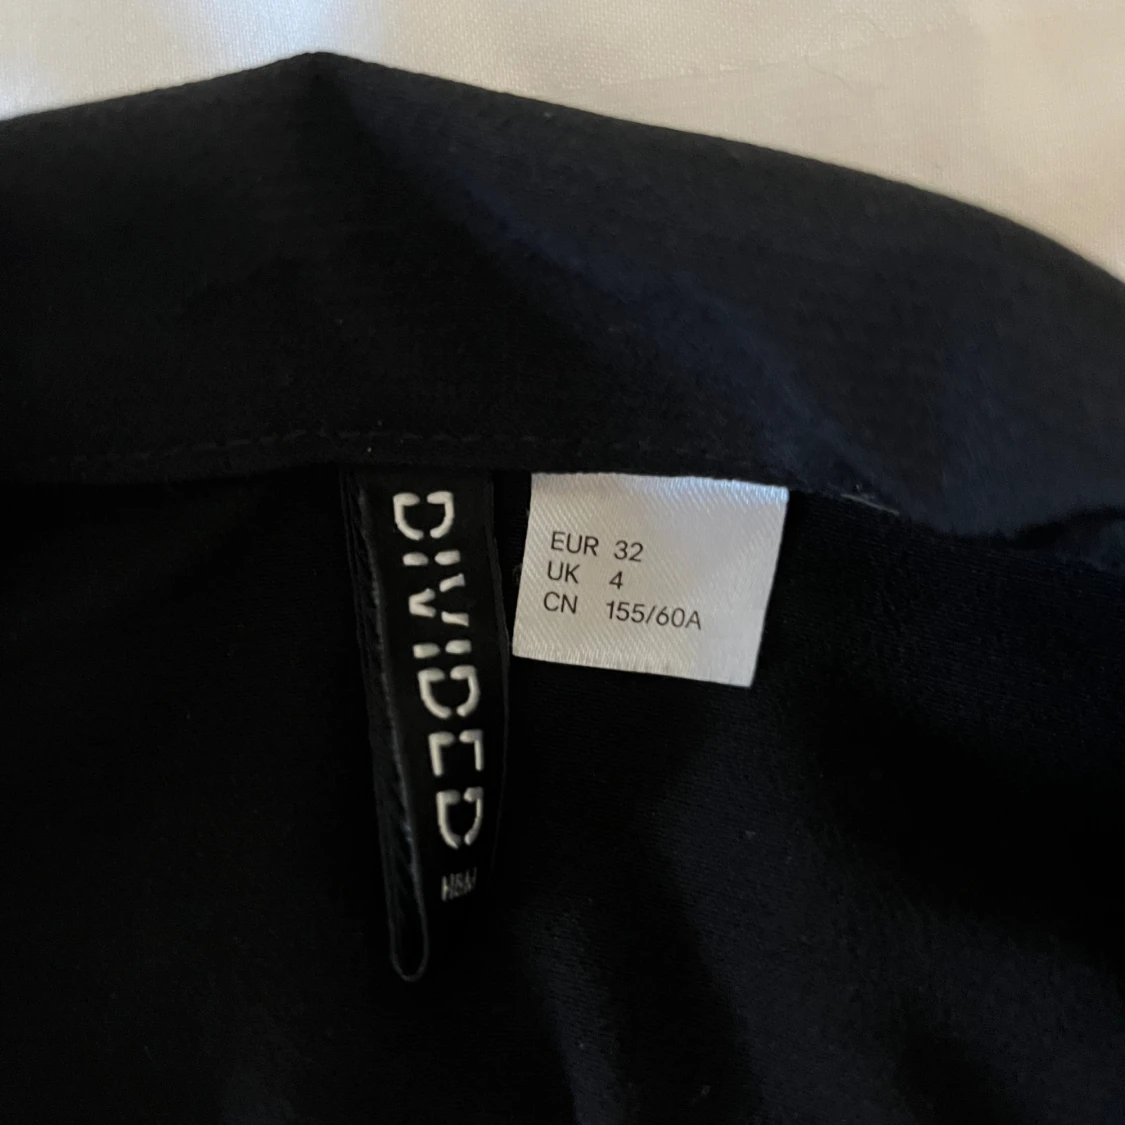 DIVIDED
H&M
EUR 32
UK 4
CN 155/60A